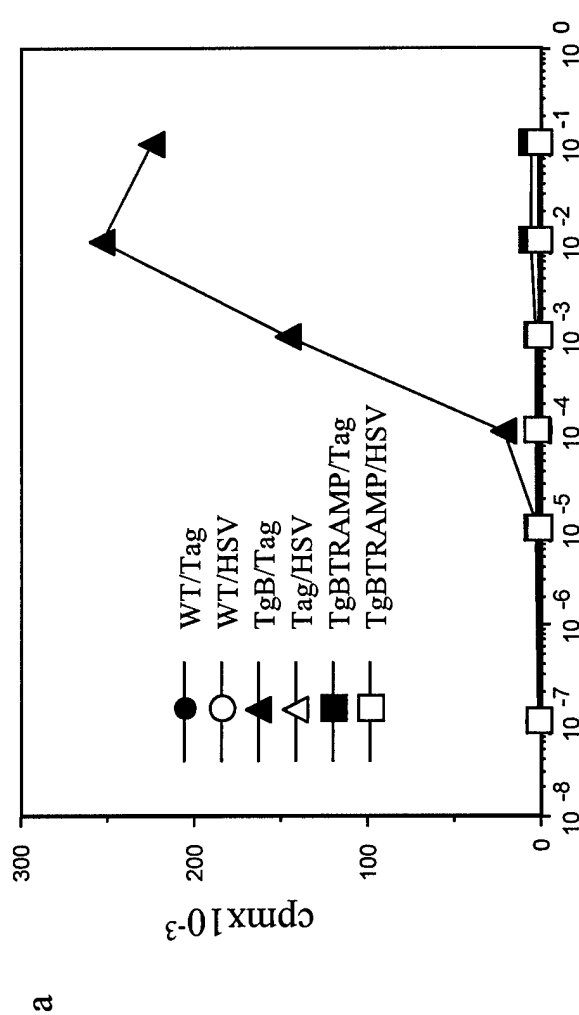 a
cpmx10-3
300
200
100
0
WT/Tag
WT/HSV
TgB/Tag
Tag/HSV
TgBTRAMP/Tag
TgBTRAMP/HSV
10 -8
10 -7
10 -6
10 -5
10 -4
10 -3
10 -2
10 -1
10 0